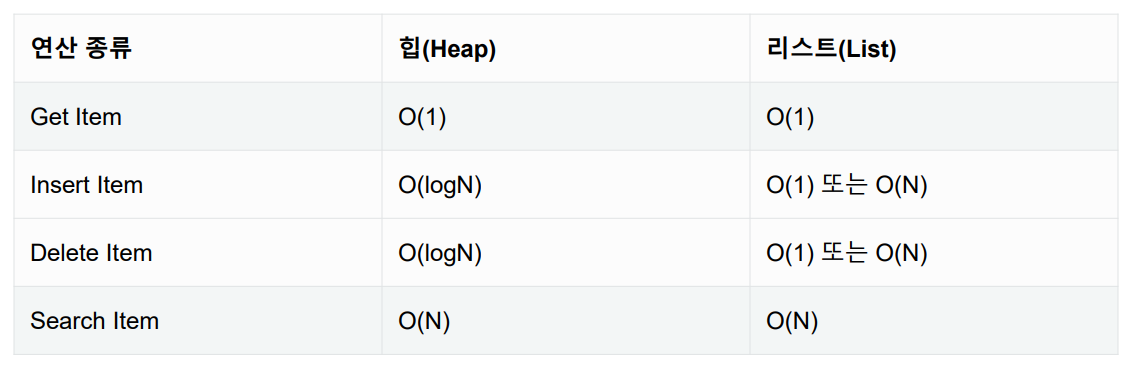 연산 종류 힙(Heap) 리스트(List)
Get Item O(1) O(1)
Insert Item O(logN) O(1) 또는 O(N)
Delete Item O(logN) O(1) 또는 O(N)
Search Item O(N) O(N)